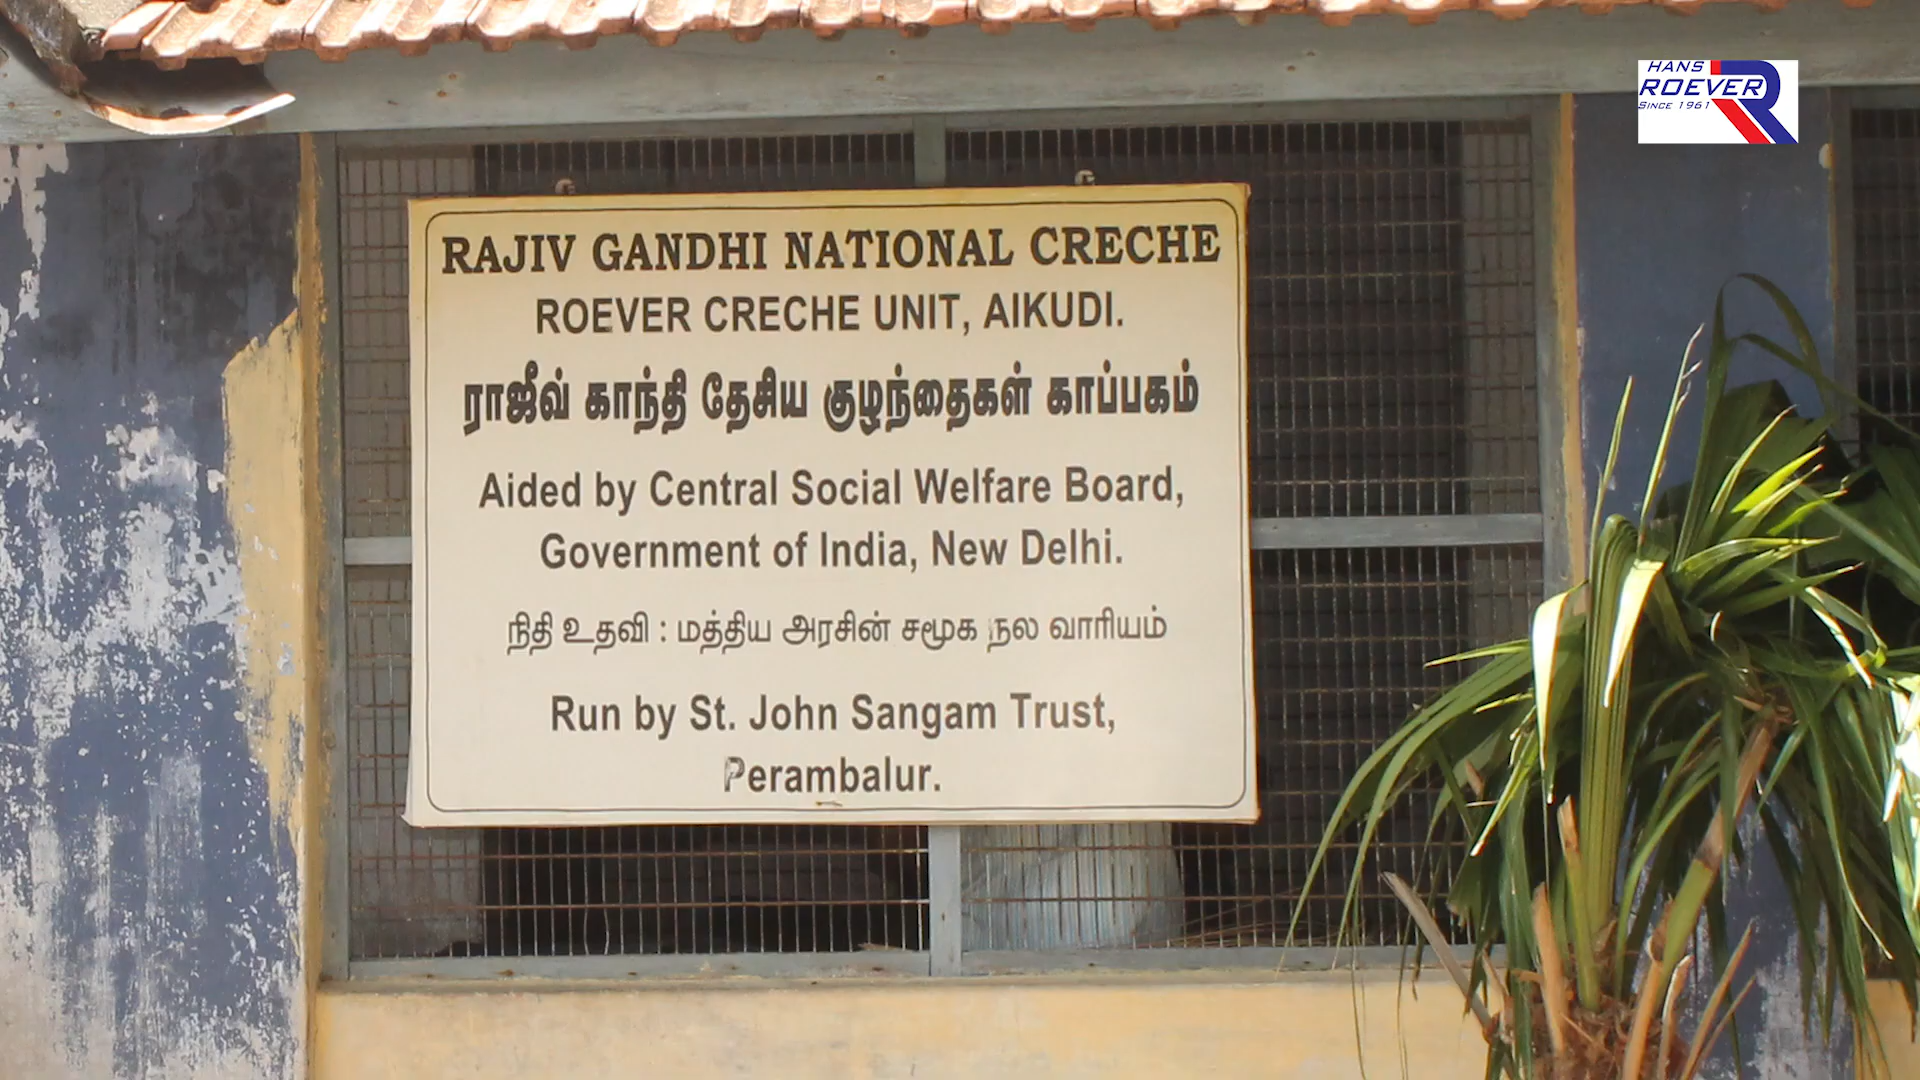 HANS
ROEVER
SINCE 1961
RAJIV GANDHI NATIONAL CRECHE
ROEVER CRECHE UNIT, AIKUDI.
ராஜீவ் காந்தி தேசிய குழந்தைகள் காப்பகம்
Aided by Central Social Welfare Board,
Government of India, New Delhi.
நிதி உதவி : மத்திய அரசின் சமூக நல வாரியம்
Run by St. John Sangam Trust,
Perambalur.